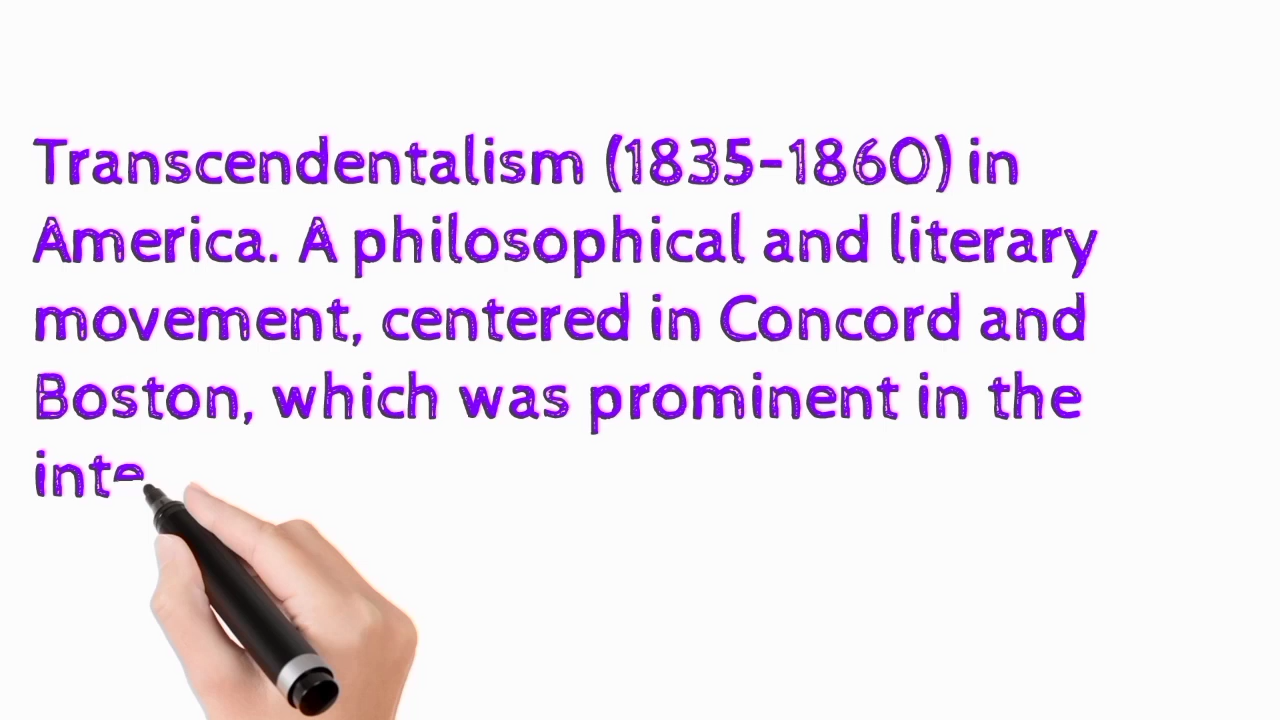 Transcendentalism (1835-1860) in
America. A philosophical and literary
movement, centered in Concord and
Boston, which was prominent in the
inte